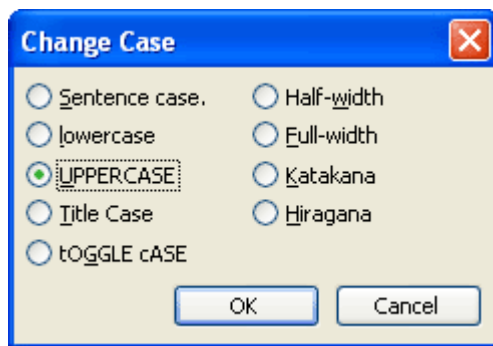 Change Case
Sentence case.
lowercase
UPPERCASE
Title Case
tOGGLE cASE
Half-width
Full-width
Katakana
Hiragana
OK
Cancel